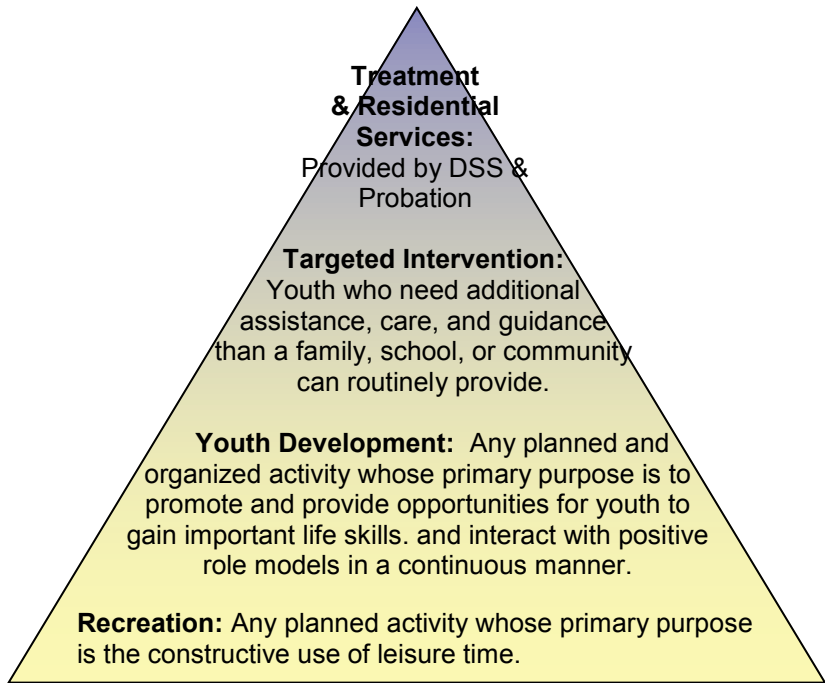 Treatment
& Residential
Services:
Provided by DSS &
Probation
Targeted Intervention:
Youth who need additional
assistance, care, and guidance
than a family, school, or community
can routinely provide.
Youth Development: Any planned and
organized activity whose primary purpose is to
promote and provide opportunities for youth to
gain important life skills. and interact with positive
role models in a continuous manner.
Recreation: Any planned activity whose primary purpose
is the constructive use of leisure time.